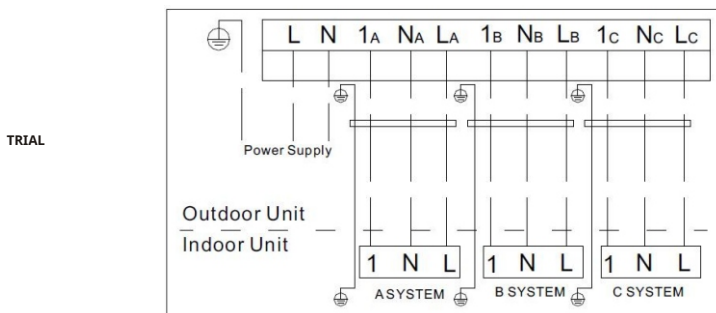 L N 1A NA LA 1B NB LB 1C NC LC
TRIAL
Power Supply
Outdoor Unit
Indoor Unit
1 N L 1 N L 1 N L
A SYSTEM B SYSTEM C SYSTEM